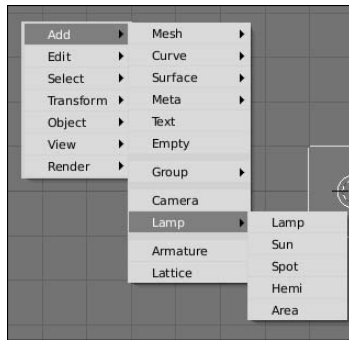 Add
Edit
Select
Transform
Object
View
Render
Mesh
Curve
Surface
Meta
Text
Empty
Group
Camera
Lamp
Armature
Lattice
Lamp
Sun
Spot
Hemi
Area